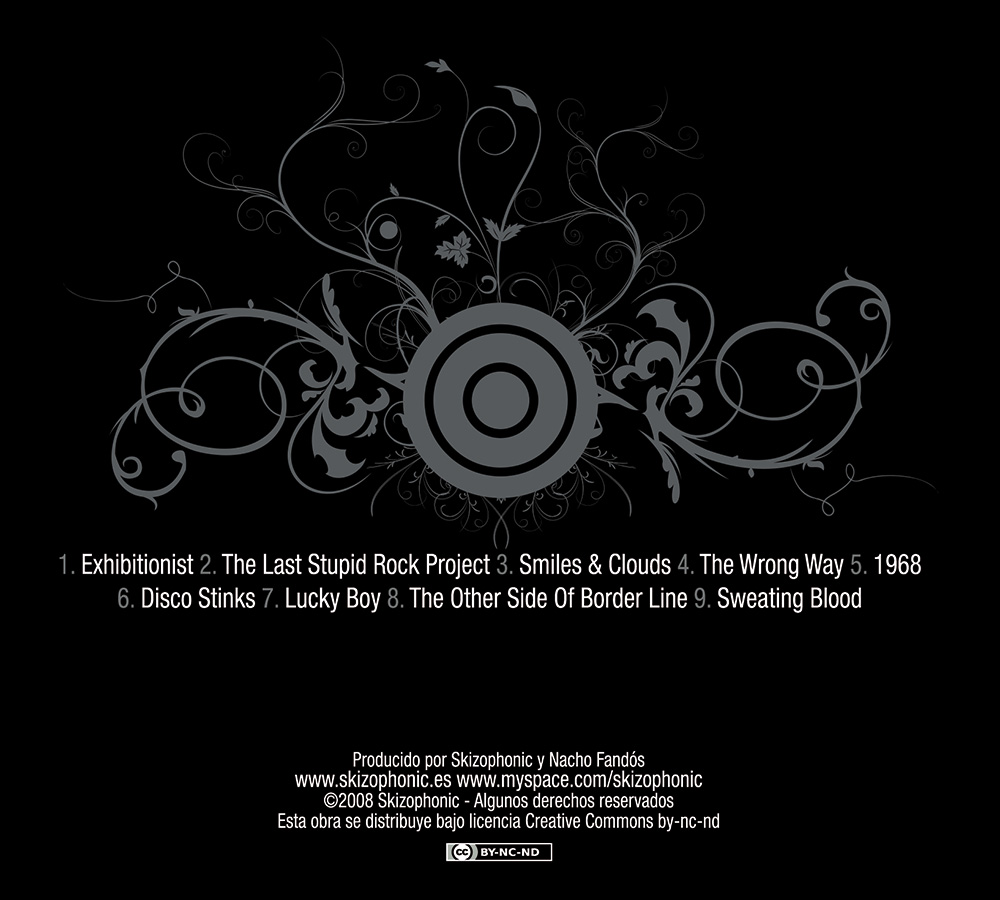 1. Exhibitionist 2. The Last Stupid Rock Project 3. Smiles & Clouds 4. The Wrong Way 5. 1968
6. Disco Stinks 7. Lucky Boy 8. The Other Side Of Border Line 9. Sweating Blood
Producido por Skizophonic y Nacho Fandós
www.skizophonic.es www.myspace.com/skizophonic
©2008 Skizophonic - Algunos derechos reservados
Esta obra se distribuye bajo licencia Creative Commons by-nc-nd
cc BY-NC-ND